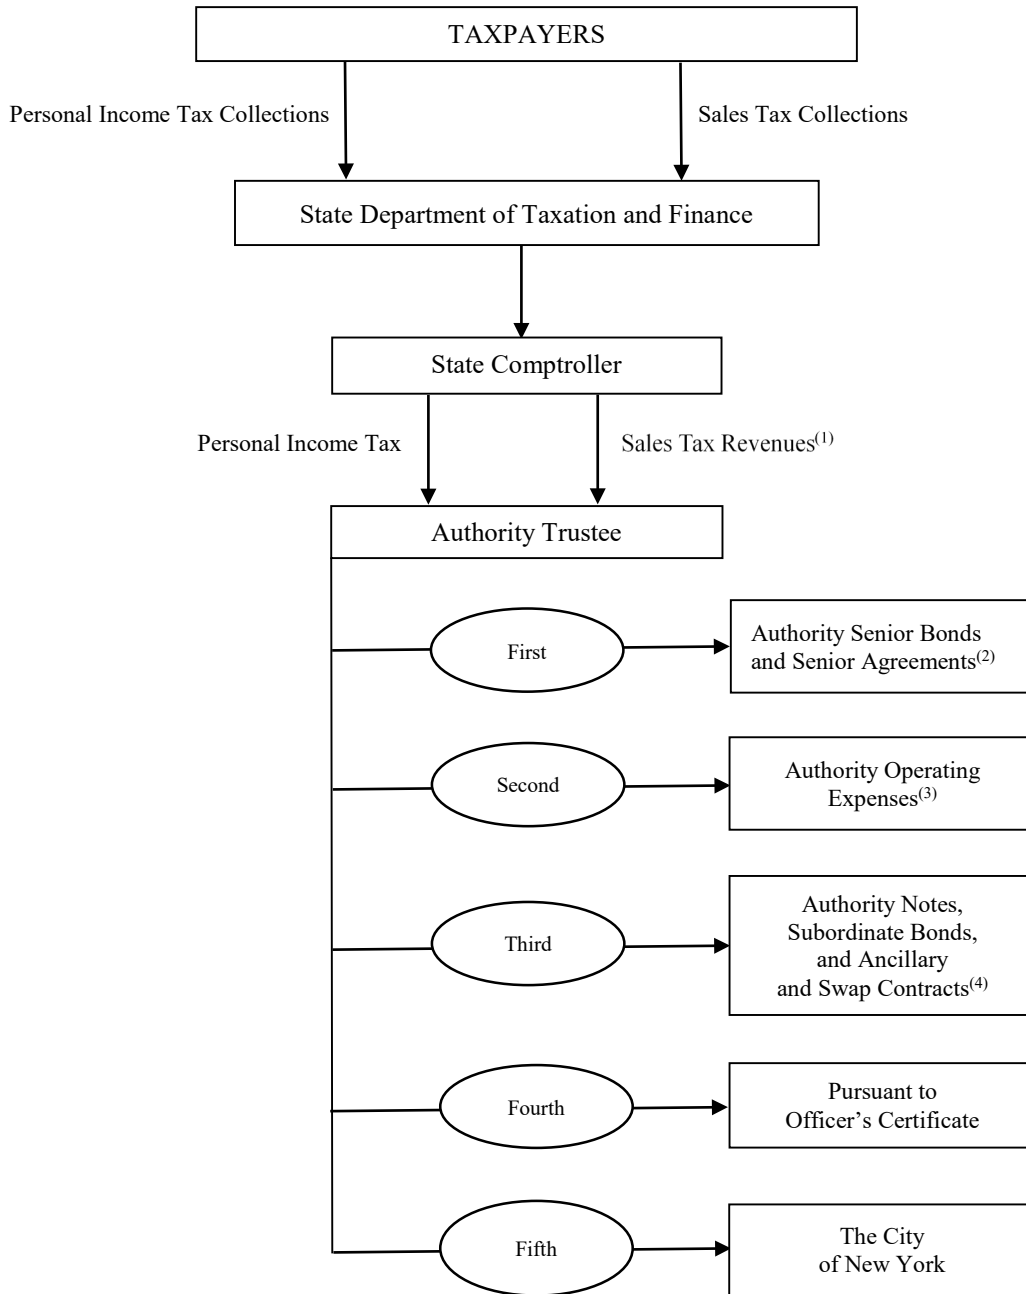 TAXPAYERS
Personal Income Tax Collections
Sales Tax Collections
State Department of Taxation and Finance
State Comptroller
Personal Income Tax
Sales Tax Revenues(1)
Authority Trustee
First
Authority Senior Bonds
and Senior Agreements(2)
Second
Authority Operating
Expenses(3)
Third
Authority Notes,
Subordinate Bonds,
and Ancillary
and Swap Contracts(4)
Fourth
Pursuant to
Officer’s Certificate
Fifth
The City
of New York